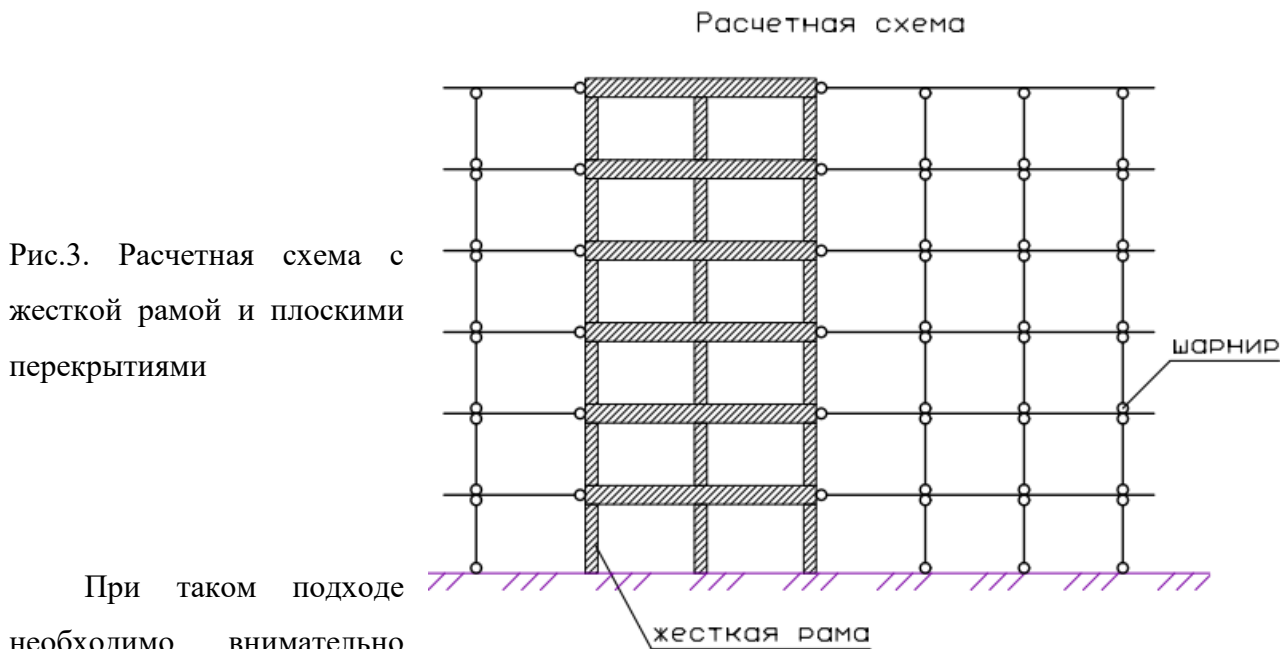 Расчетная схема
Рис.3. Расчетная схема с
жесткой рамой и плоскими
перекрытиями
шарнир
При таком подходе
необходимо внимательно
жесткая рама